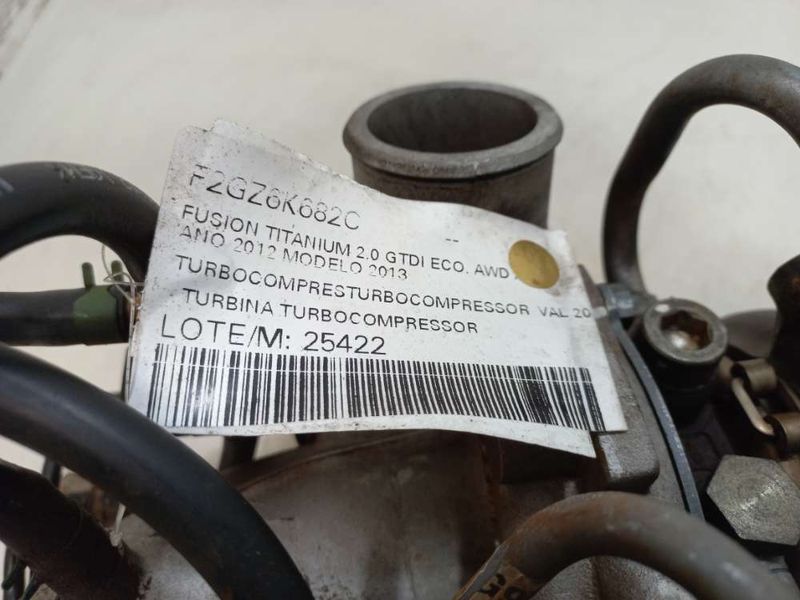 F2GZ6K682C
--
FUSION TITANIUM 2.0 GTDI ECO. AWD
ANO 2012 MODELO 2013
TURBOCOMPRESTURBOCOMPRESSOR VAL 20
TURBINA TURBOCOMPRESSOR
LOTE/M: 25422